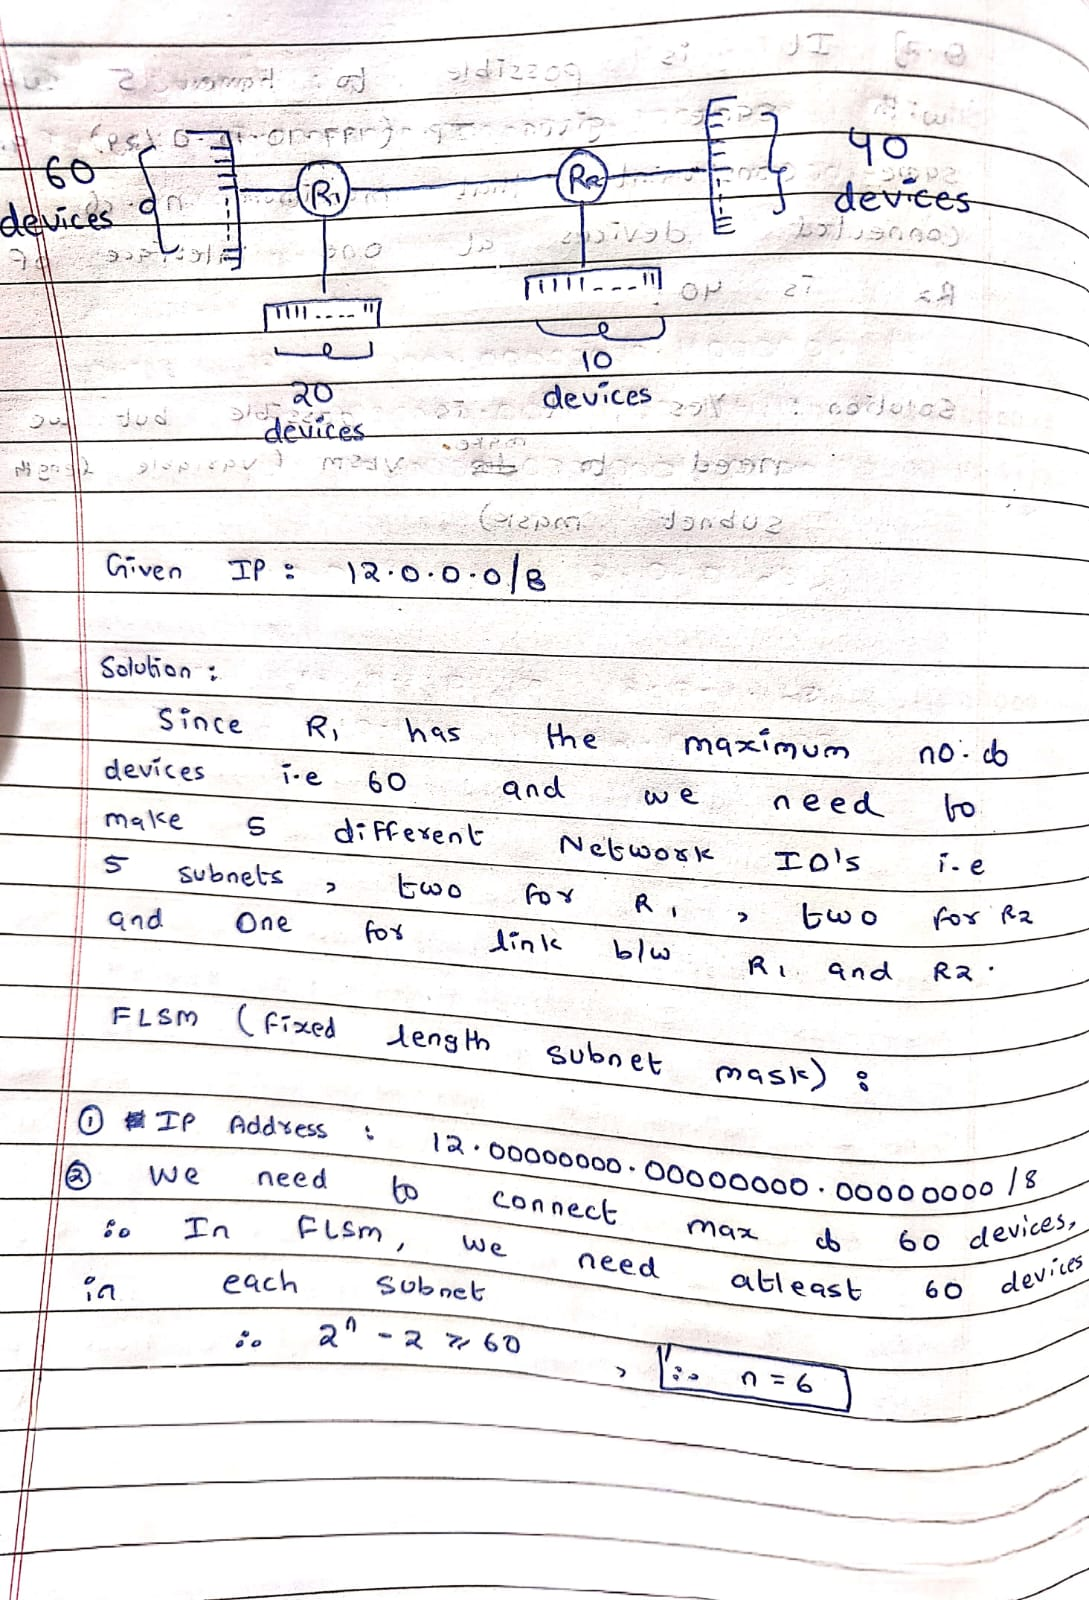 60
devices
R1
R2
40
devices
20
devices
10
devices
Given IP : 12.0.0.0/8
Solution :
Since R1 has the maximum no. of
devices i.e 60 and we need to
make 5 different Network ID's i.e
5 subnets , two for R1 , two for R2
and One for link b/w R1 and R2 .
FLSM (fixed length subnet mask) :
① IP Address : 12.00000000.00000000.00000000 /8
② We need to connect max of 60 devices,
∴ In FLSM, we need atleast 60 devices
in each subnet
∴ 2ⁿ - 2 ≥ 60 , ∴ n = 6